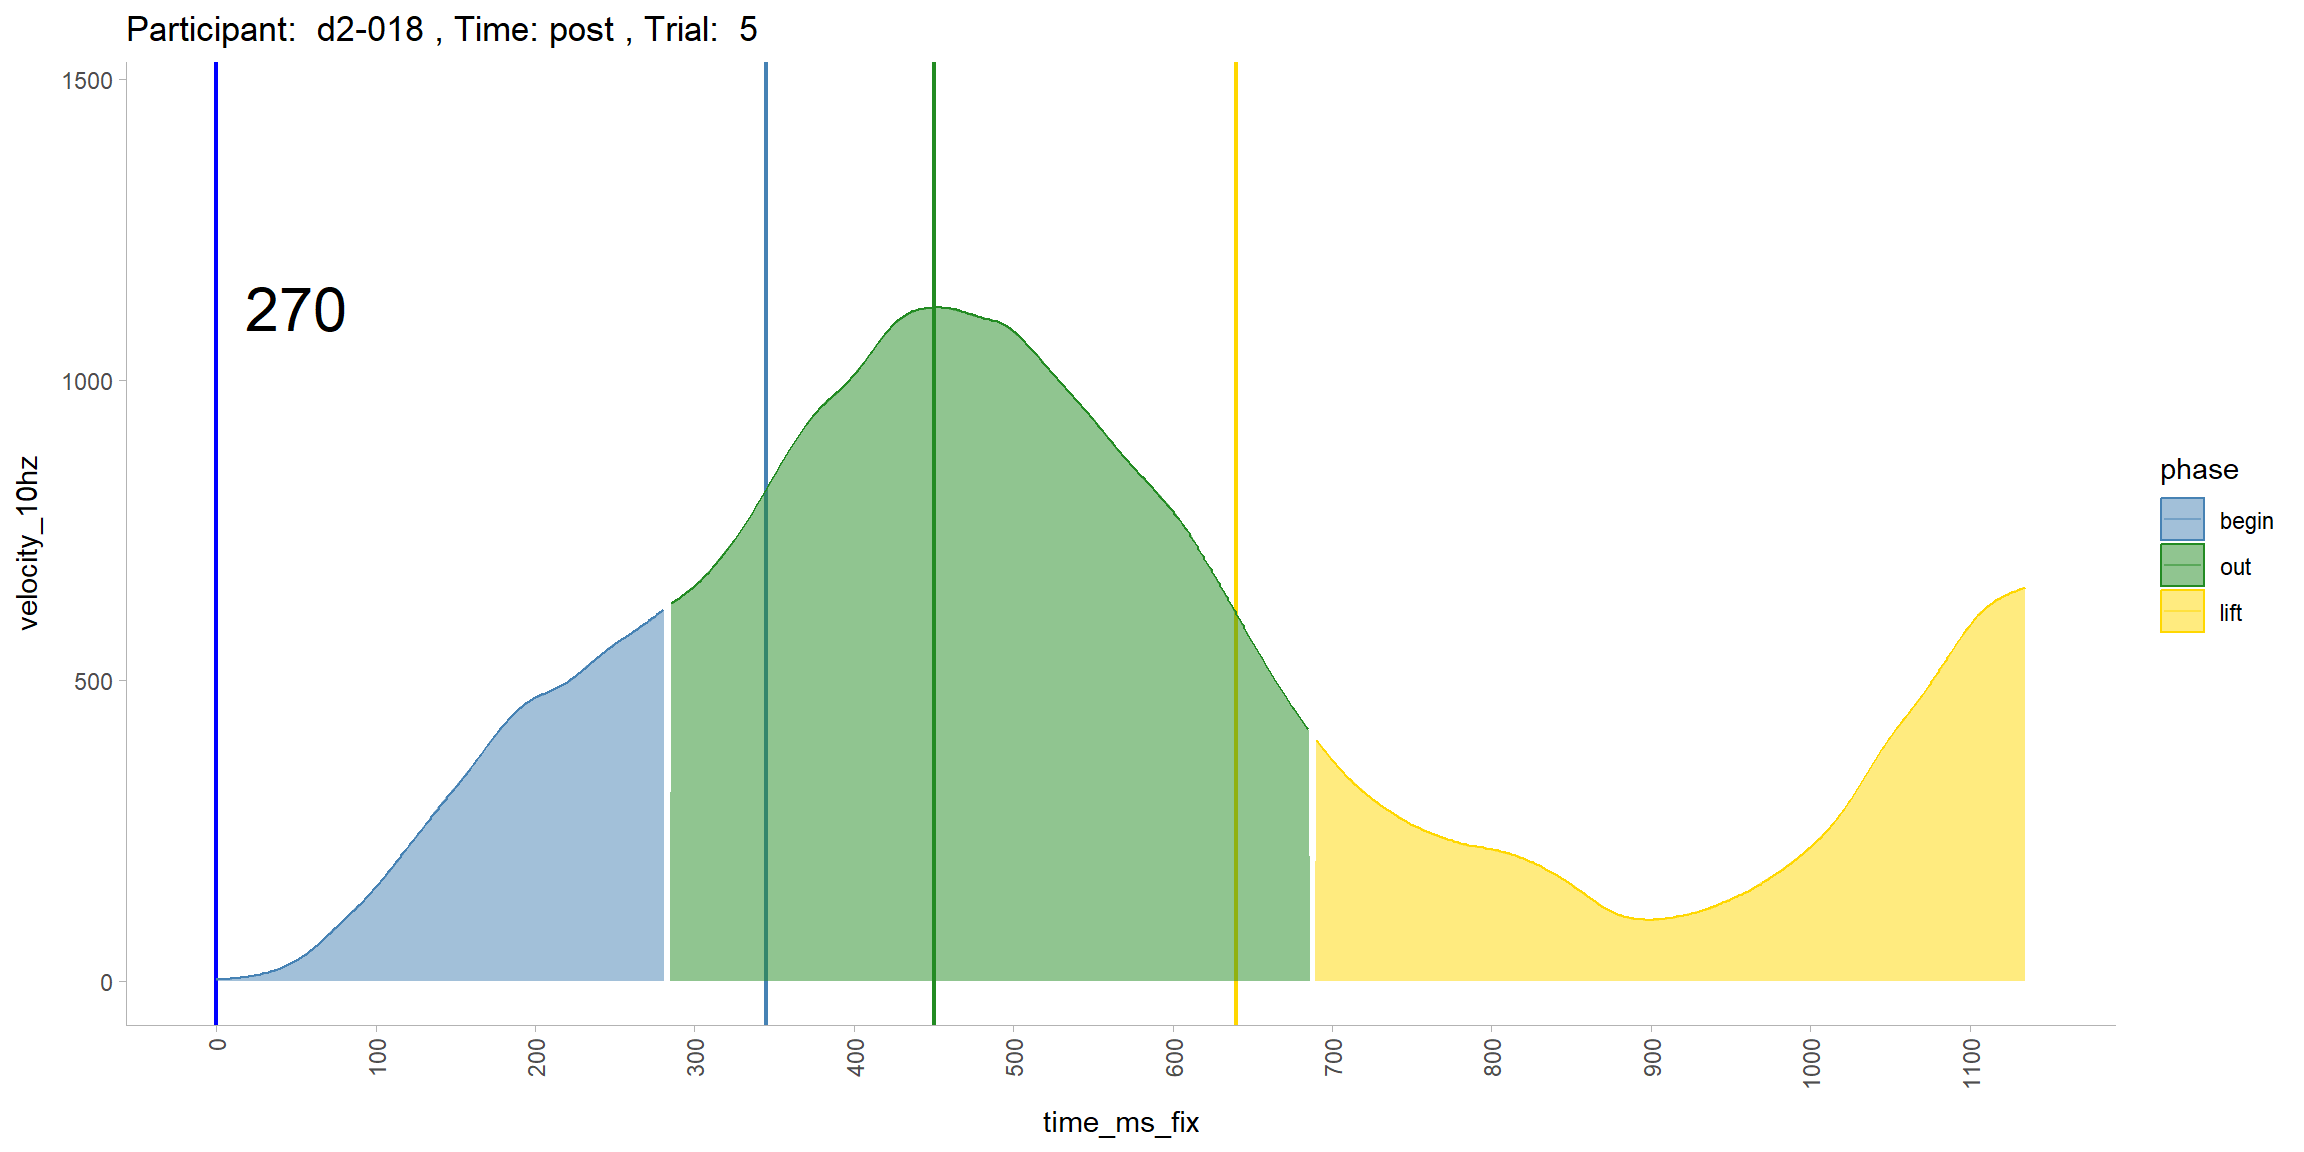 Participant:  d2-018 , Time: post , Trial:  5
1500
1000
500
0
velocity_10hz
270
0
100
200
300
400
500
600
700
800
900
1000
1100
time_ms_fix
phase
begin
out
lift